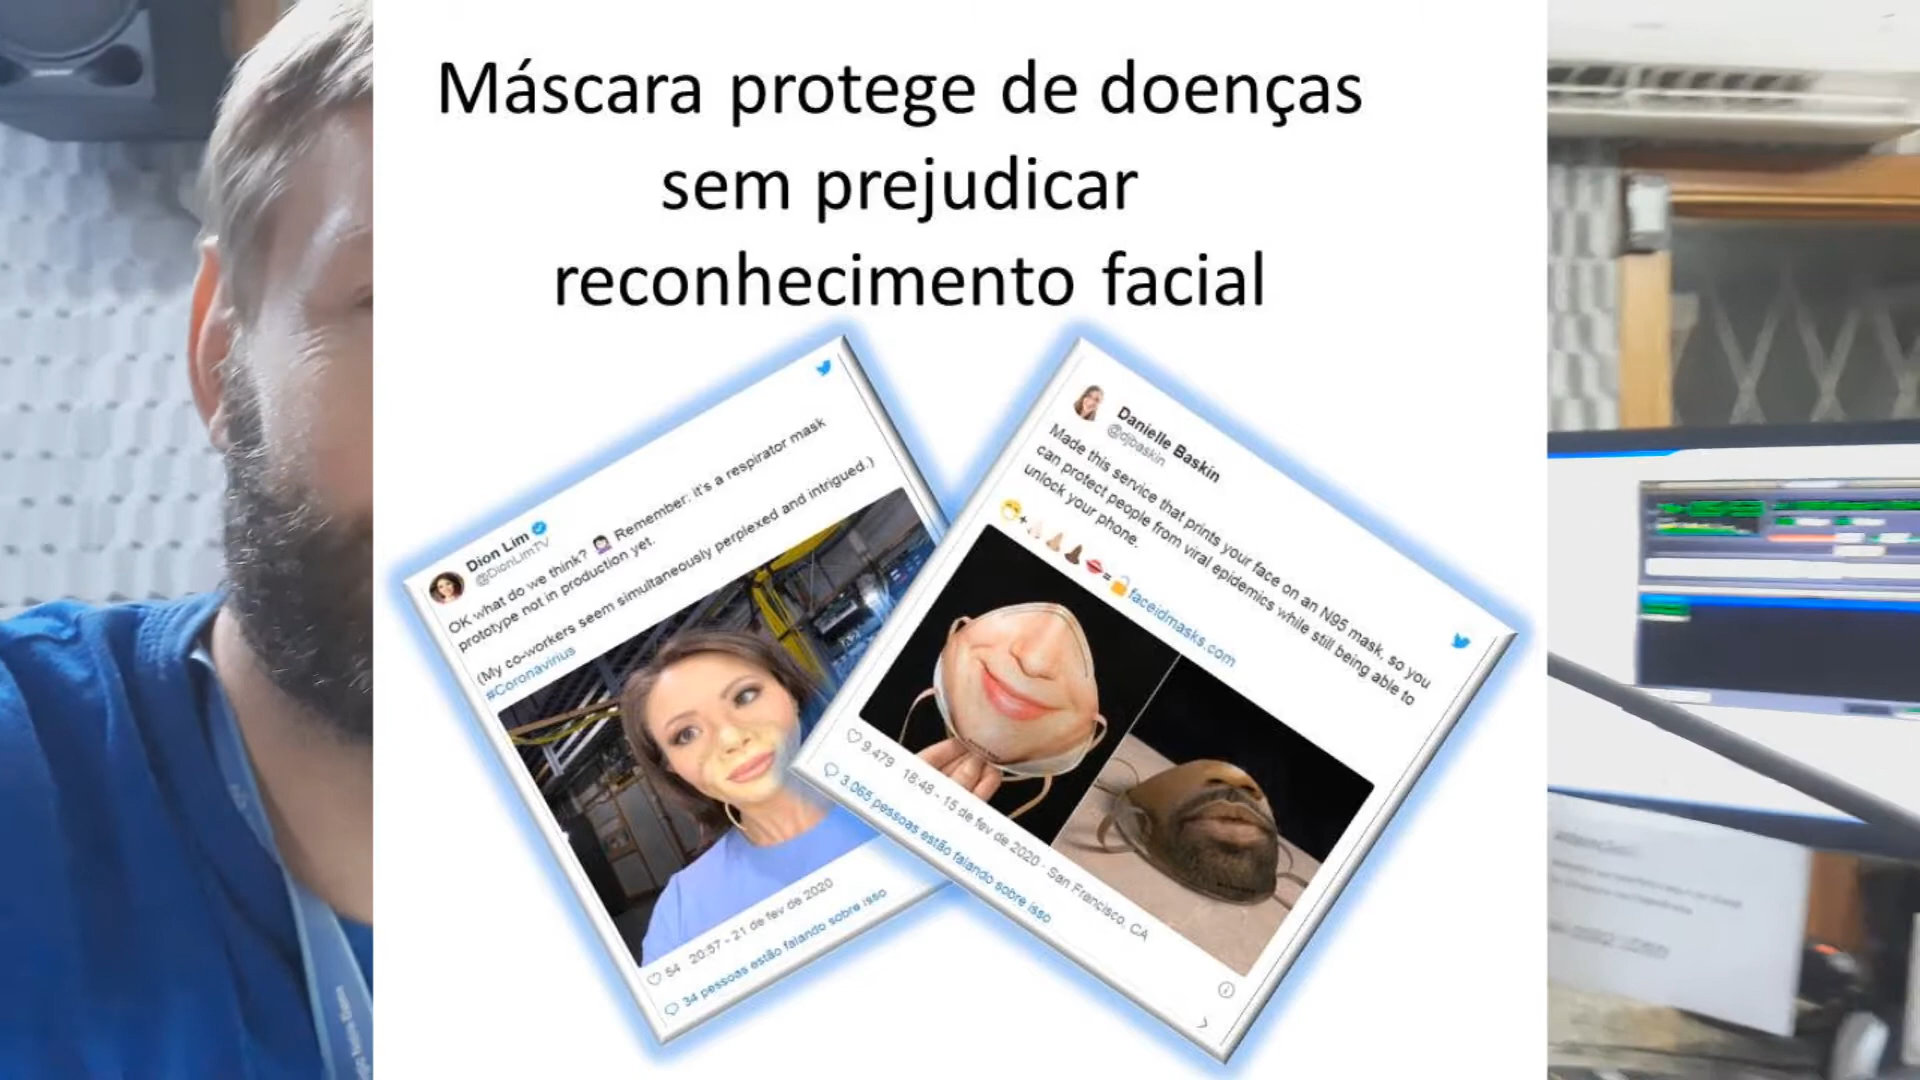 Máscara protege de doenças
sem prejudicar
reconhecimento facial
Dion Lim
@DionLimTV
OK what do we think? 🤷🏻‍♀️ Remember: it's a respirator mask
prototype not in production yet.
(My co-workers seem simultaneously perplexed and intrigued.)
#Coronavirus
54 20:57 - 21 de fev de 2020
34 pessoas estão falando sobre isso
Danielle Baskin
@djbaskin
Made this service that prints your face on an N95 mask, so you
can protect people from viral epidemics while still being able to
unlock your phone.
😷+👃🏻👃🏽👃🏿👄=🔓faceidmasks.com
9.479 18:48 - 15 de fev de 2020 - San Francisco, CA
3.065 pessoas estão falando sobre isso